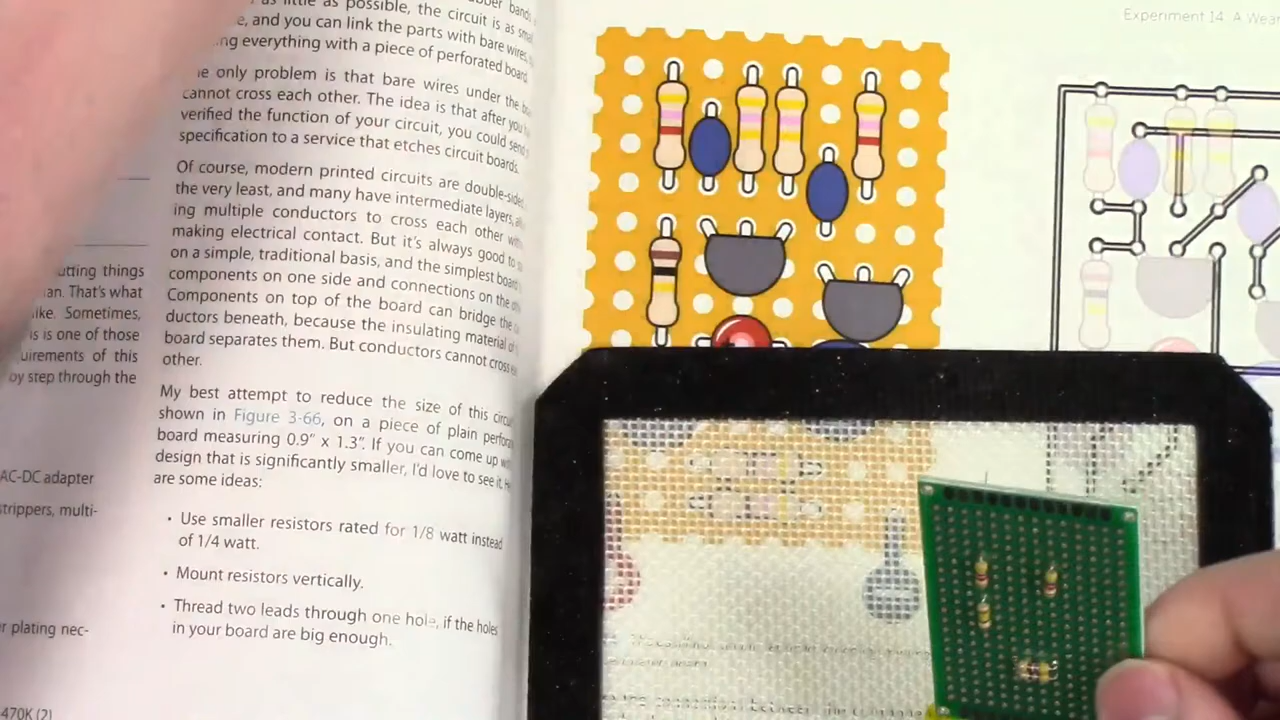 as little as possible, the circuit is as
and you can link the parts with bare wires,
everything with a piece of perforated board.
only problem is that bare wires under the
cannot cross each other. The idea is that after you
verified the function of your circuit, you could send
specification to a service that etches circuit boards.
Of course, modern printed circuits are double-sided
the very least, and many have intermediate layers,
ing multiple conductors to cross each other
making electrical contact. But it's always good to
on a simple, traditional basis, and the simplest board
components on one side and connections on the
Components on top of the board can bridge the
ductors beneath, because the insulating material
board separates them. But conductors cannot cross
other.
My best attempt to reduce the size of this
shown in Figure 3-66, on a piece of plain
board measuring 0.9" x 1.3". If you can come up
design that is significantly smaller, I'd love to see it.
are some ideas:
• Use smaller resistors rated for 1/8 watt instead
of 1/4 watt.
• Mount resistors vertically.
• Thread two leads through one hole, if the holes
in your board are big enough.
things
an. That's what
like. Sometimes,
is is one of those
uirements of this
by step through the
AC-DC adapter
strippers, multi-
r plating nec-
470K (2)
Experiment 14: A